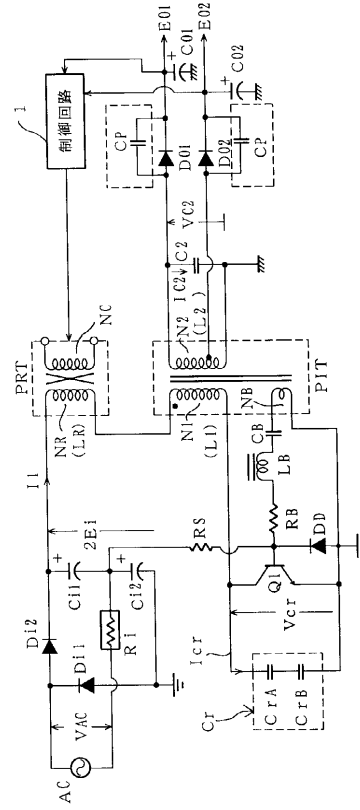 1
制御回路
E01
E02
C01
C02
+
+
CP
CP
D01
D02
VC2
C2
IC2
PRT
NC
NR
(LR)
N2
(L2)
N1
(L1)
NB
PIT
CB
LB
RB
DD
RS
Q1
I1
2Ei
+
+
Ci1
Ci2
Di2
Di1
Ri
VAC
AC
Icr
Vcr
Cr
CrA
CrB